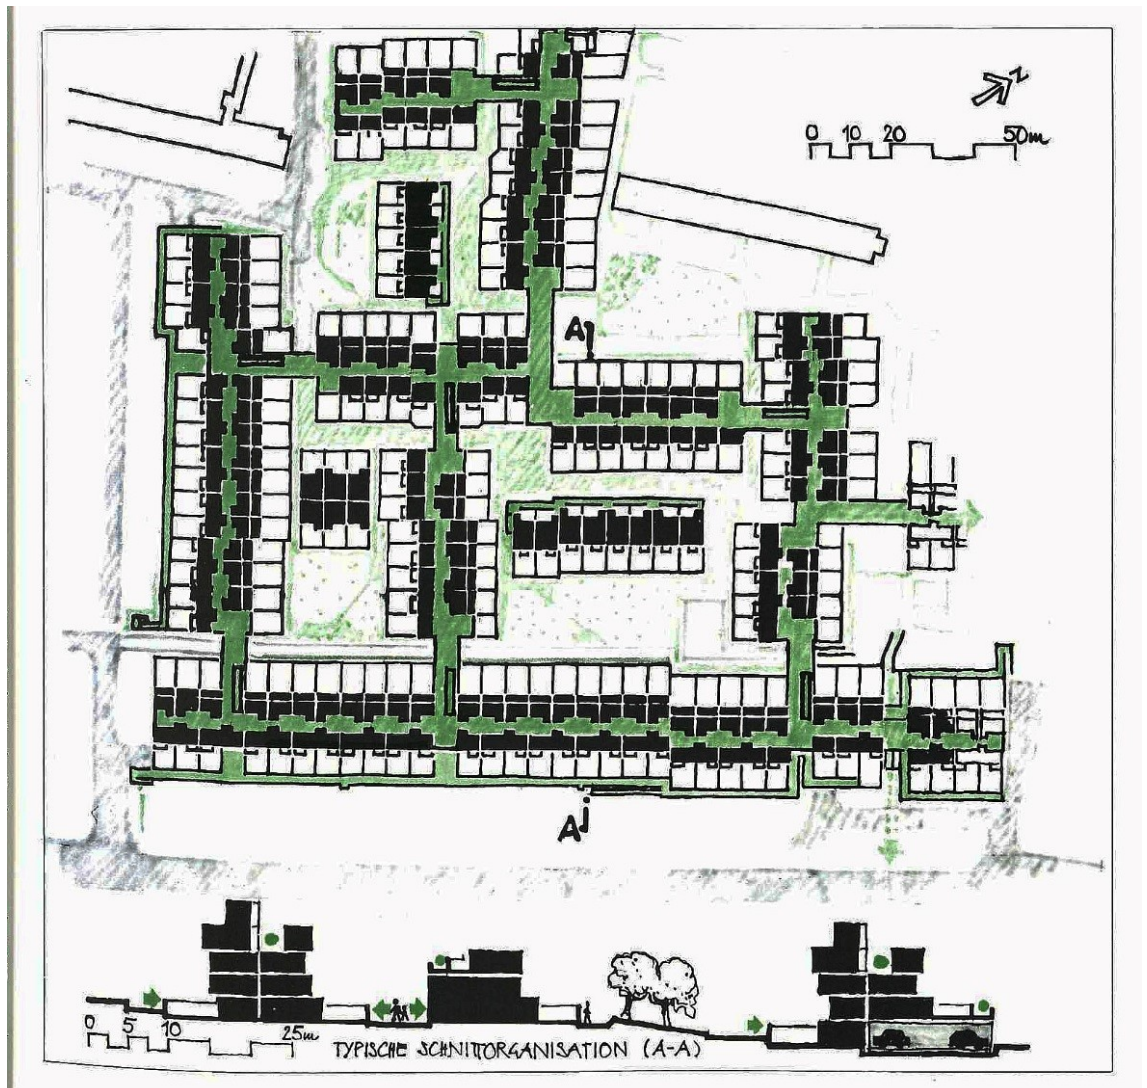 N
0 10 20 50m
A
A
0 5 10 25m
TYPISCHE SCHNITTORGANISATION (A-A)